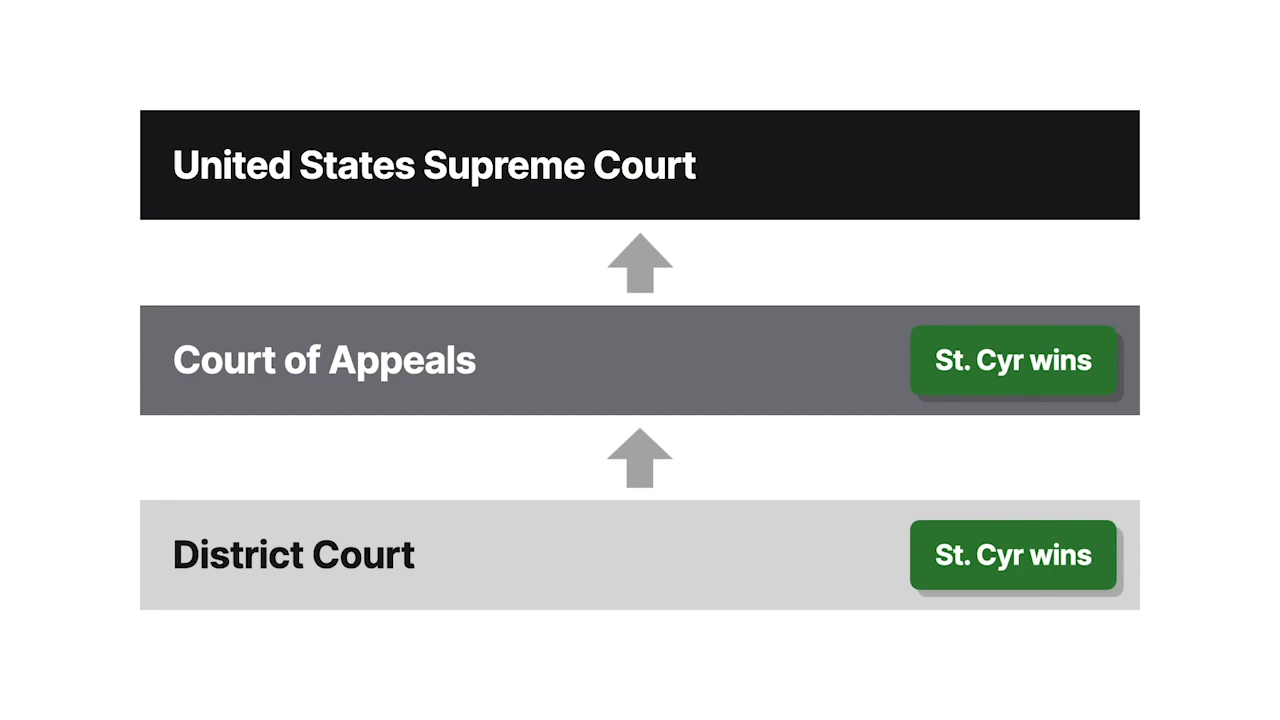 United States Supreme Court
Court of Appeals
St. Cyr wins
District Court
St. Cyr wins